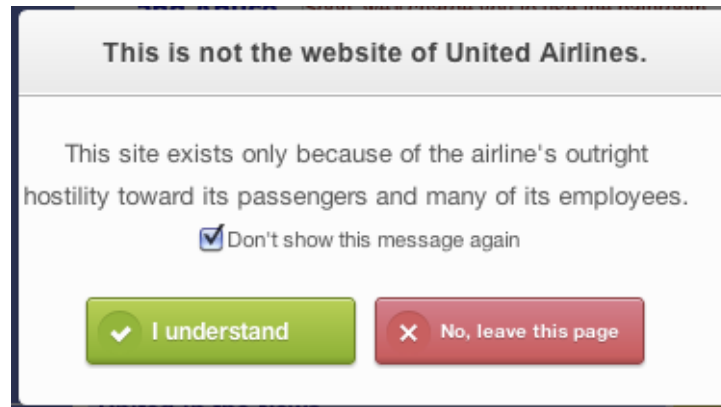 This is not the website of United Airlines.
This site exists only because of the airline's outright
hostility toward its passengers and many of its employees.
Don't show this message again
I understand
No, leave this page